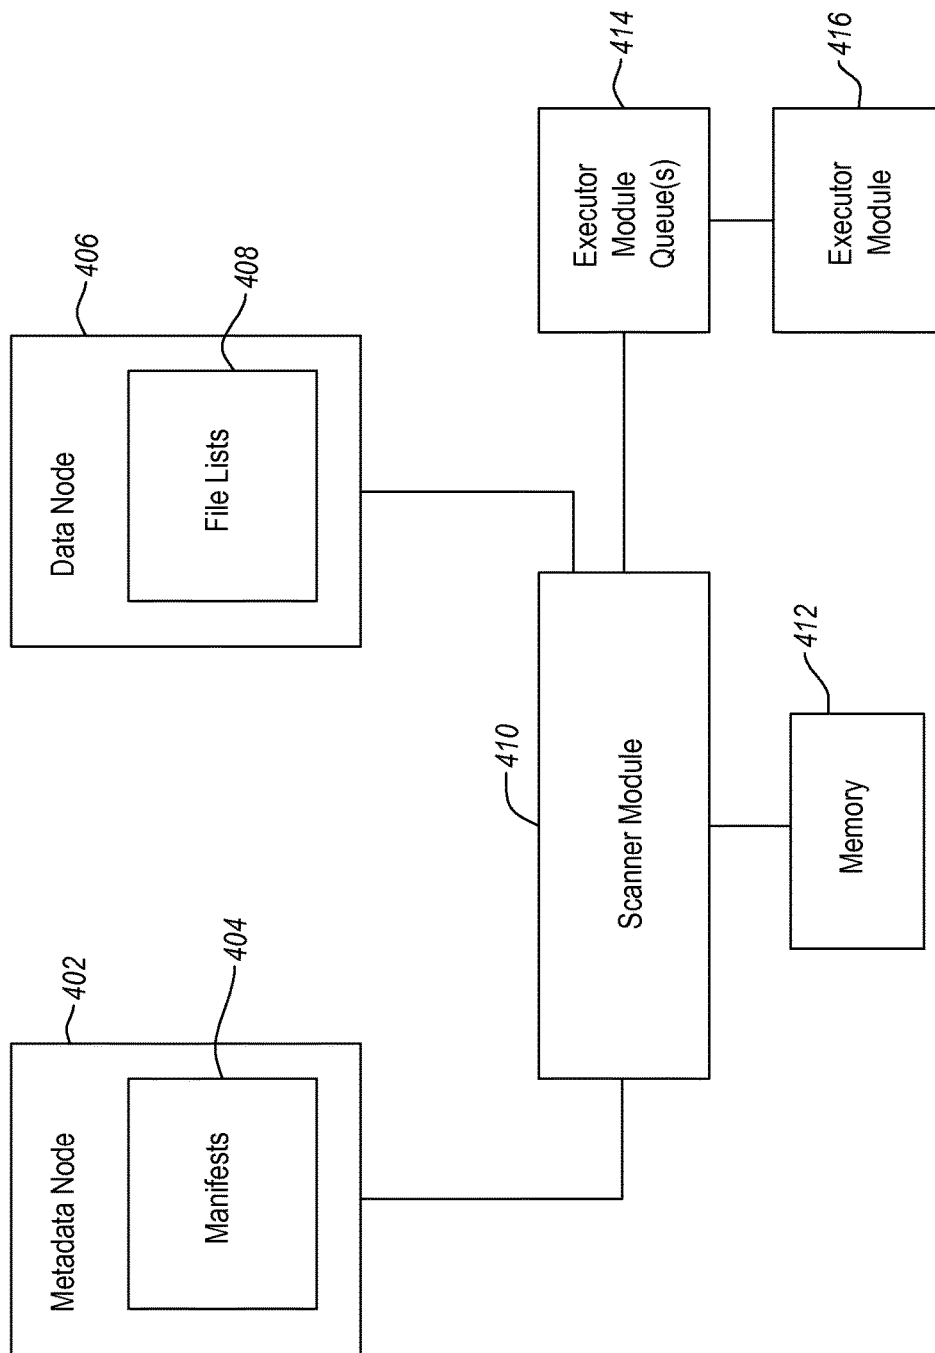 402
Metadata Node
404
Manifests
406
Data Node
408
File Lists
410
Scanner Module
412
Memory
414
Executor
Module
Queue(s)
416
Executor
Module